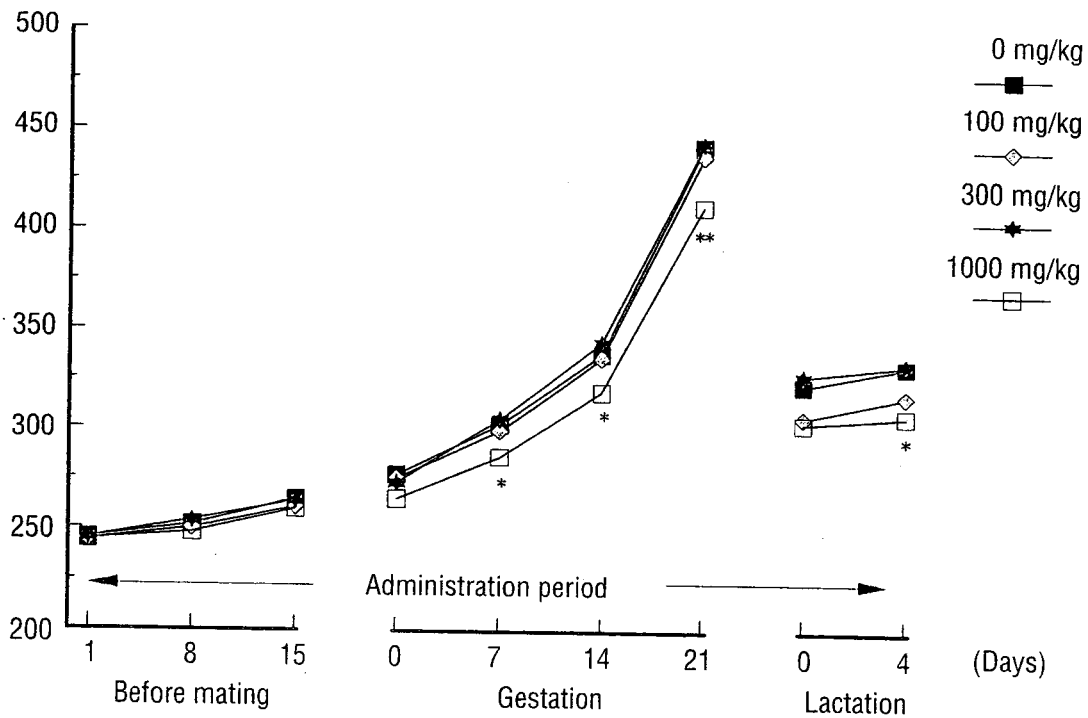 500
450
400
350
300
250
200
0 mg/kg
100 mg/kg
300 mg/kg
1000 mg/kg
**
*
*
*
Administration period
1 8 15
0 7 14 21
0 4 (Days)
Before mating
Gestation
Lactation